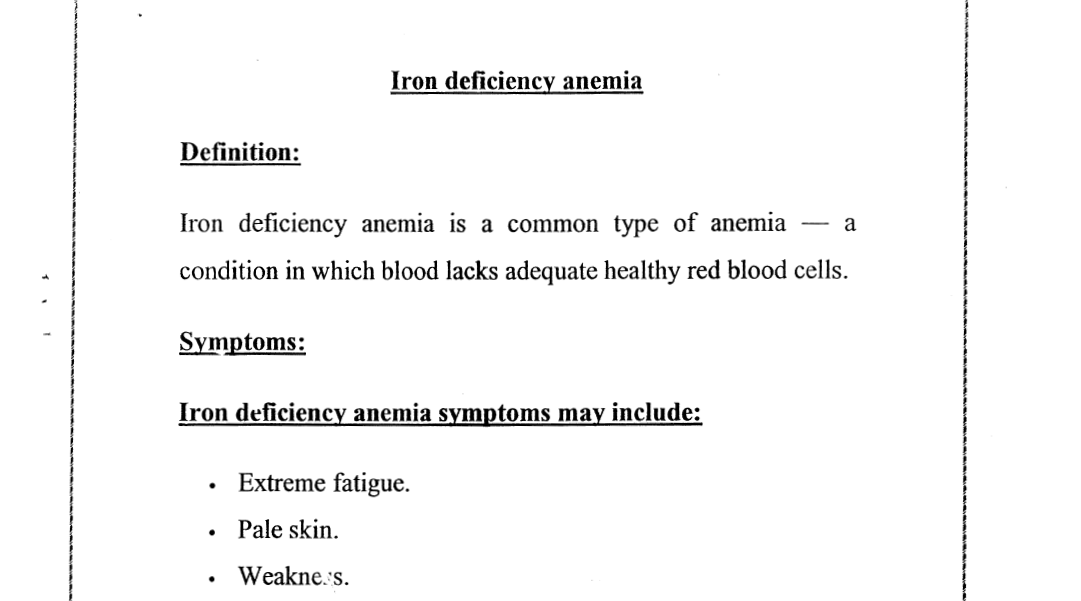 Iron deficiency anemia
Definition:
Iron deficiency anemia is a common type of anemia — a
condition in which blood lacks adequate healthy red blood cells.
Symptoms:
Iron deficiency anemia symptoms may include:
• Extreme fatigue.
• Pale skin.
• Weakness.